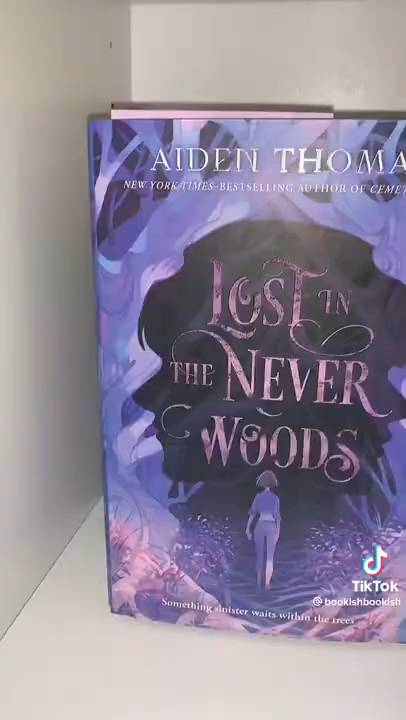 AIDEN THOMA
NEW YORK TIMES-BESTSELLING AUTHOR OF CEMET
LOST IN
THE NEVER
WOODS
Something sinister waits within the trees
TikTok
@bookishbookish